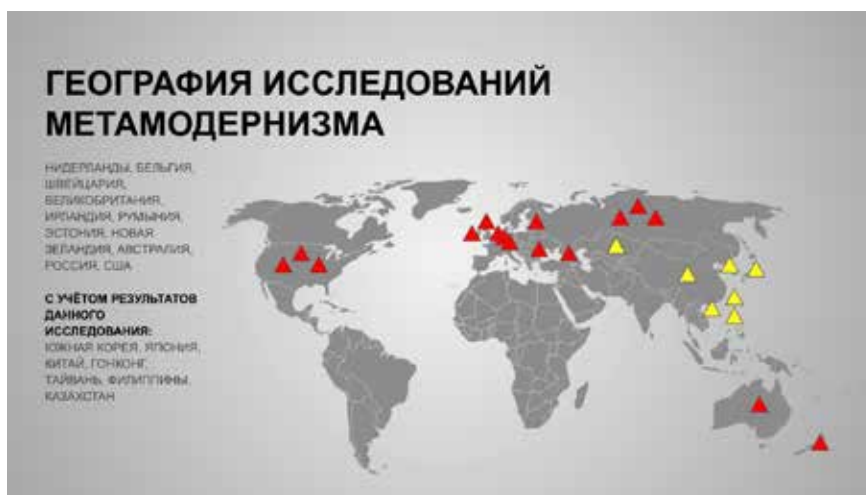 ГЕОГРАФИЯ ИССЛЕДОВАНИЙ
МЕТАМОДЕРНИЗМА
НИДЕРЛАНДЫ, БЕЛЬГИЯ,
ШВЕЙЦАРИЯ,
ВЕЛИКОБРИТАНИЯ,
ИРЛАНДИЯ, РУМЫНИЯ,
ЭСТОНИЯ, НОВАЯ
ЗЕЛАНДИЯ, АВСТРАЛИЯ,
РОССИЯ, США
С УЧЁТОМ РЕЗУЛЬТАТОВ
ДАННОГО
ИССЛЕДОВАНИЯ:
ЮЖНАЯ КОРЕЯ, ЯПОНИЯ,
КИТАЙ, ГОНКОНГ,
ТАЙВАНЬ, ФИЛИППИНЫ,
КАЗАХСТАН